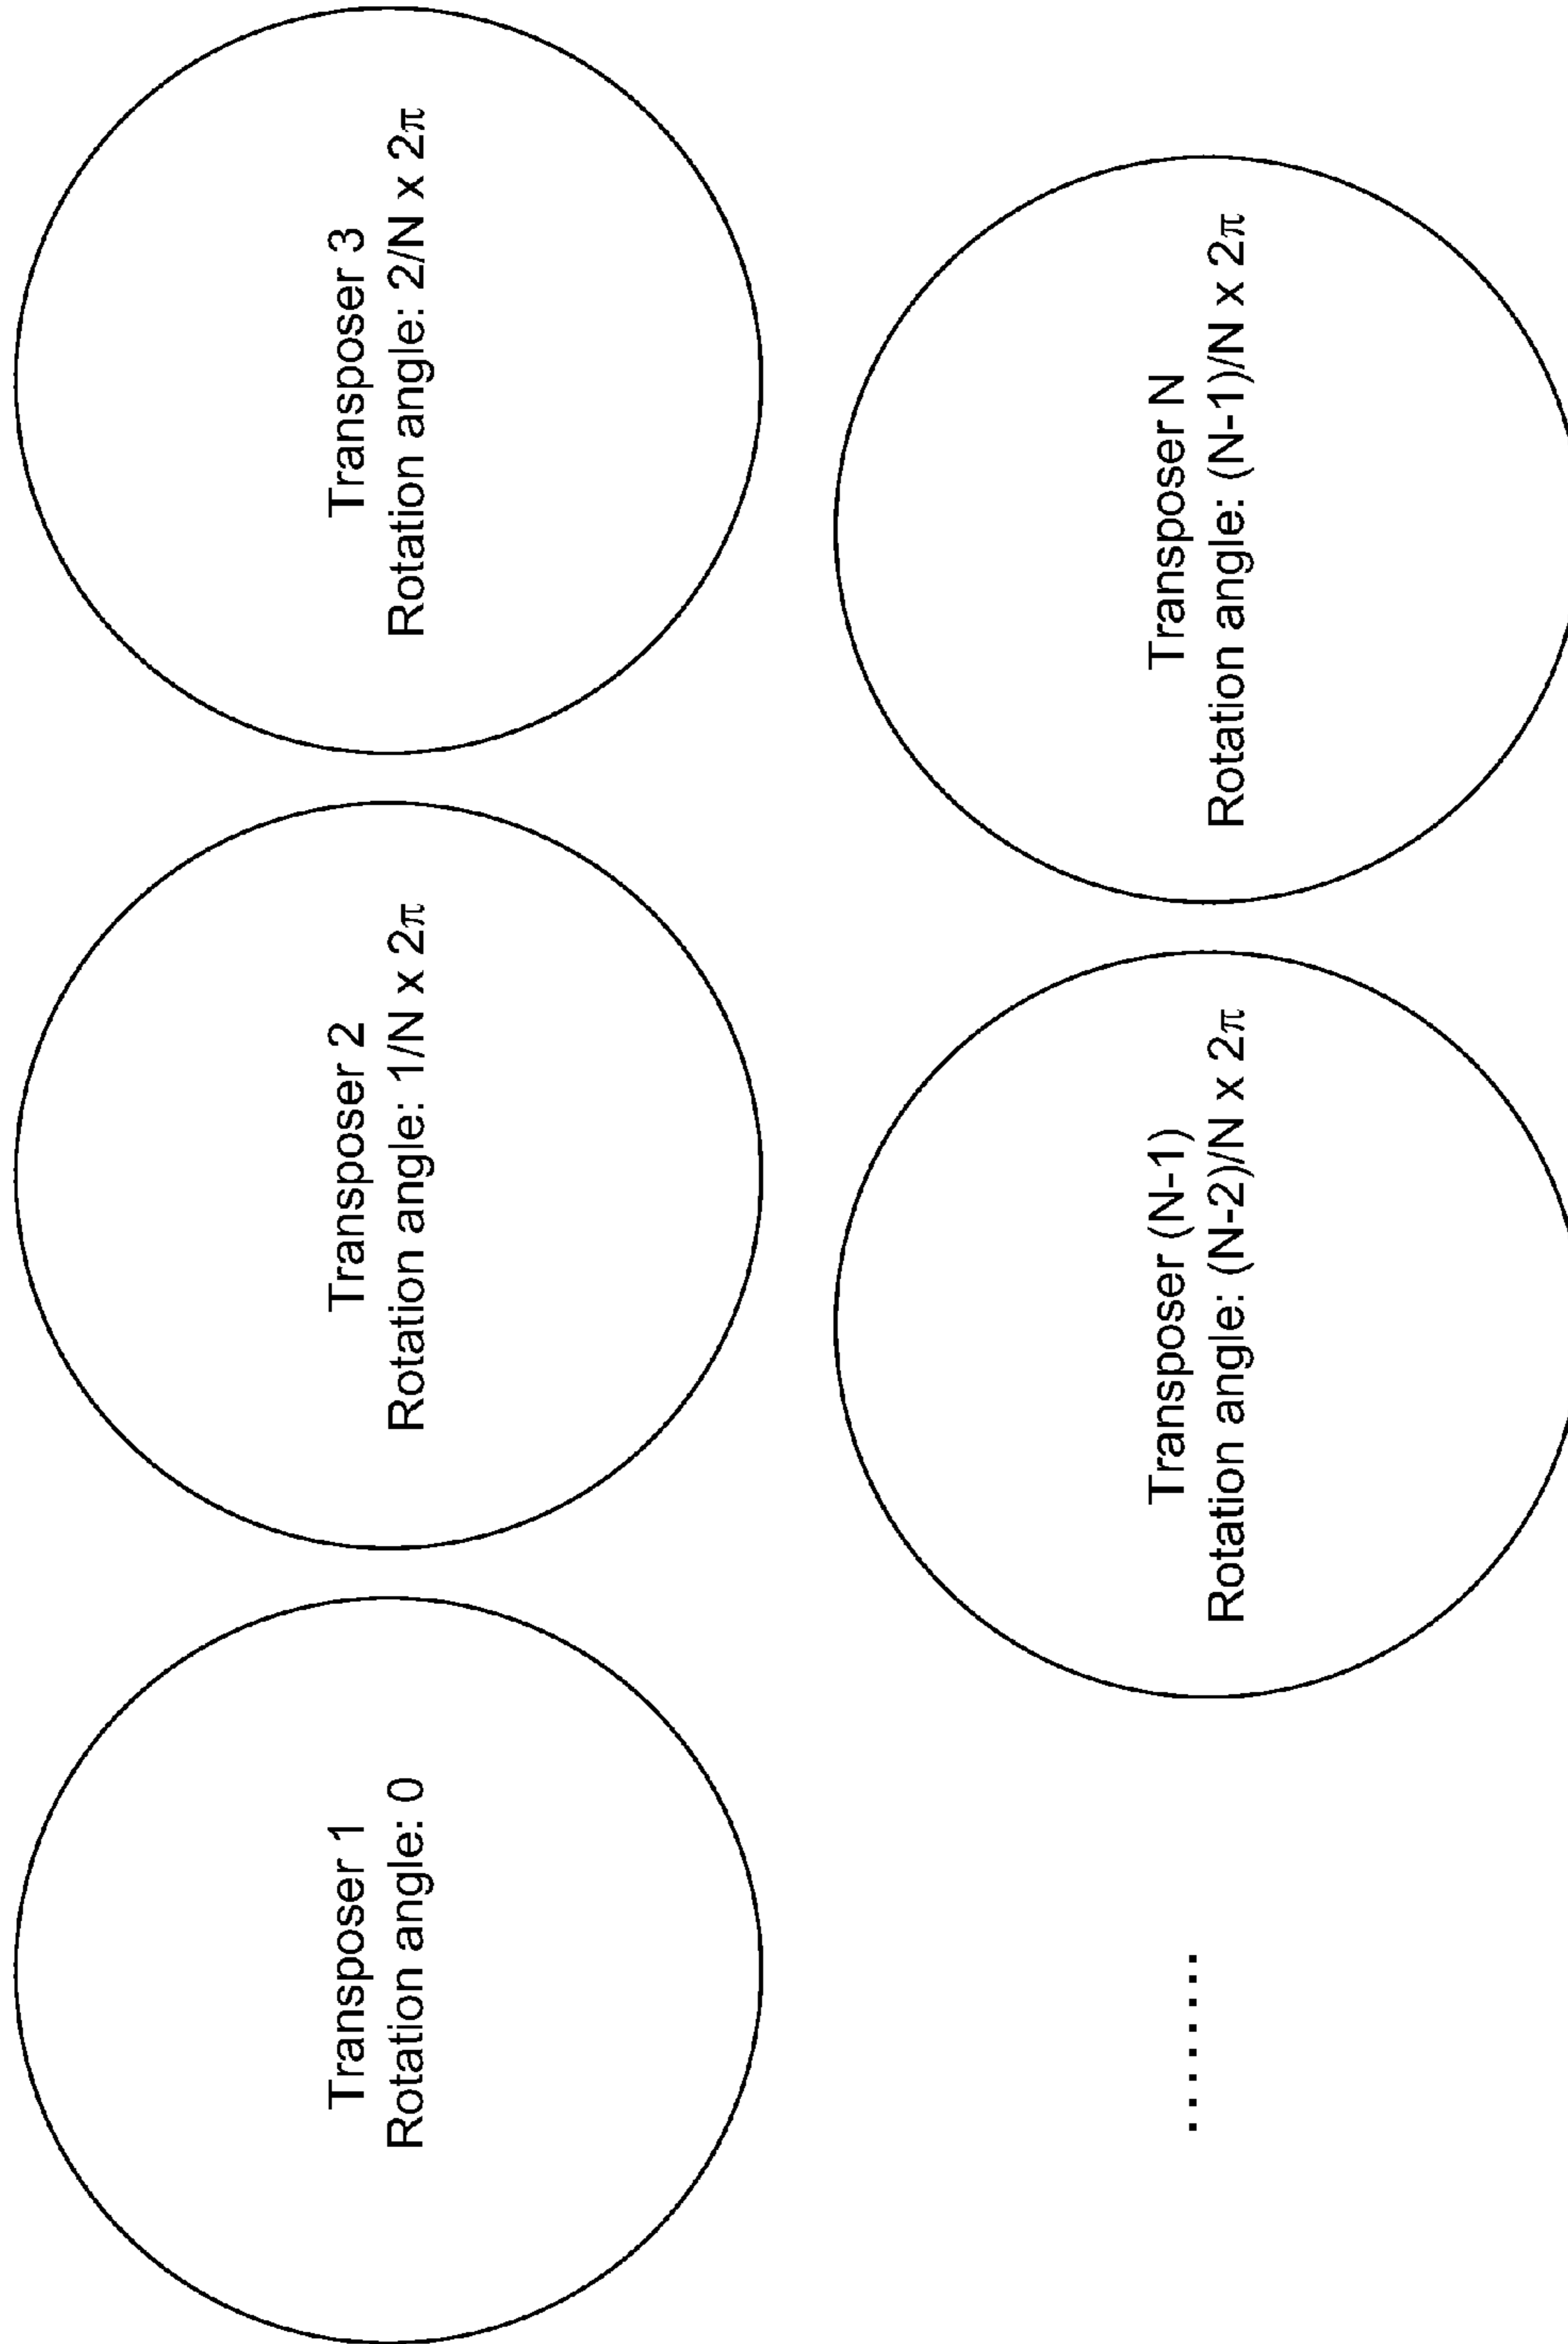 Transposer 1
Rotation angle: 0
Transposer 2
Rotation angle: 1/N x 2π
Transposer 3
Rotation angle: 2/N x 2π
.......
Transposer (N-1)
Rotation angle: (N-2)/N x 2π
Transposer N
Rotation angle: (N-1)/N x 2π